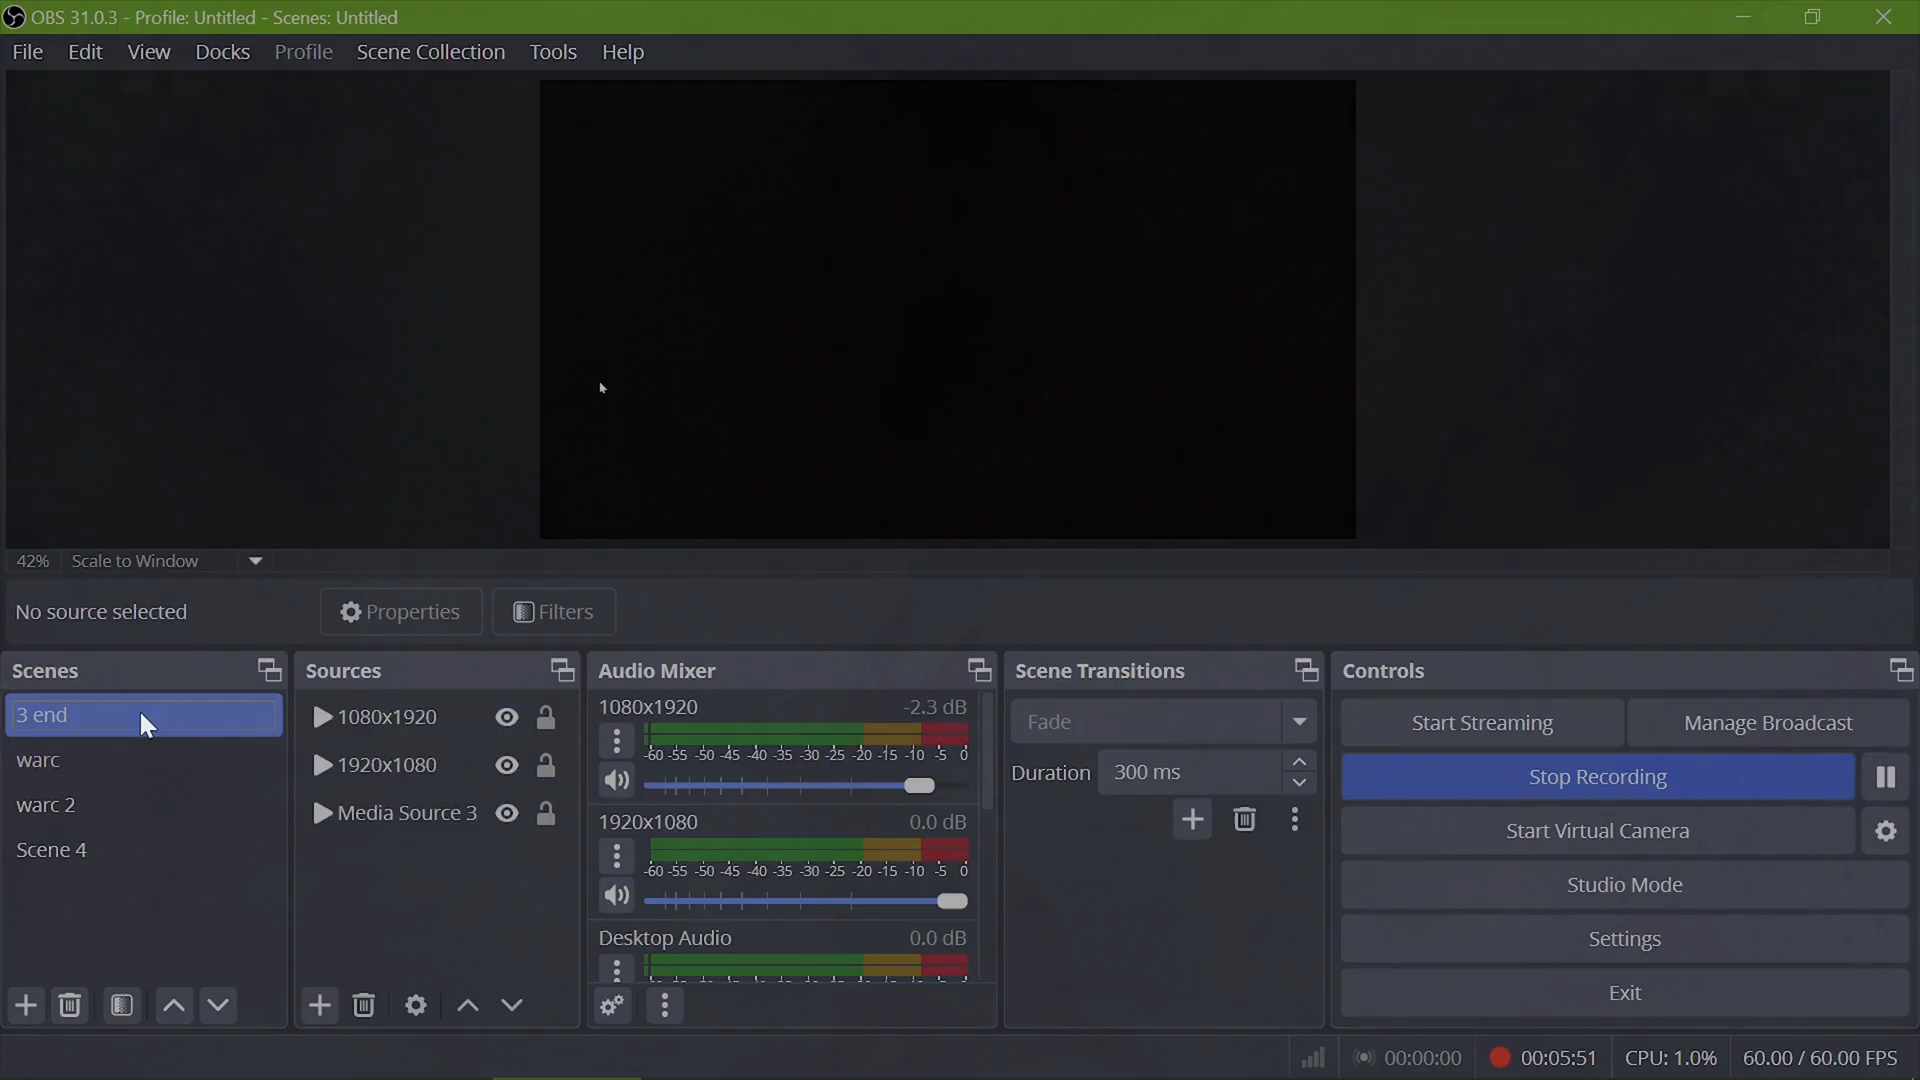 OBS 31.0.3 - Profile: Untitled - Scenes: Untitled
File Edit View Docks Profile Scene Collection Tools Help
42% Scale to Window
No source selected Properties Filters
Scenes
3 end
warc
warc 2
Scene 4
Sources
1080x1920
1920x1080
Media Source 3
Audio Mixer
1080x1920 -2.3 dB
-60 -55 -50 -45 -40 -35 -30 -25 -20 -15 -10 -5 0
1920x1080 0.0 dB
-60 -55 -50 -45 -40 -35 -30 -25 -20 -15 -10 -5 0
Desktop Audio 0.0 dB
Scene Transitions
Fade
Duration 300 ms
Controls
Start Streaming Manage Broadcast
Stop Recording
Start Virtual Camera
Studio Mode
Settings
Exit
00:00:00 00:05:51 CPU: 1.0% 60.00 / 60.00 FPS